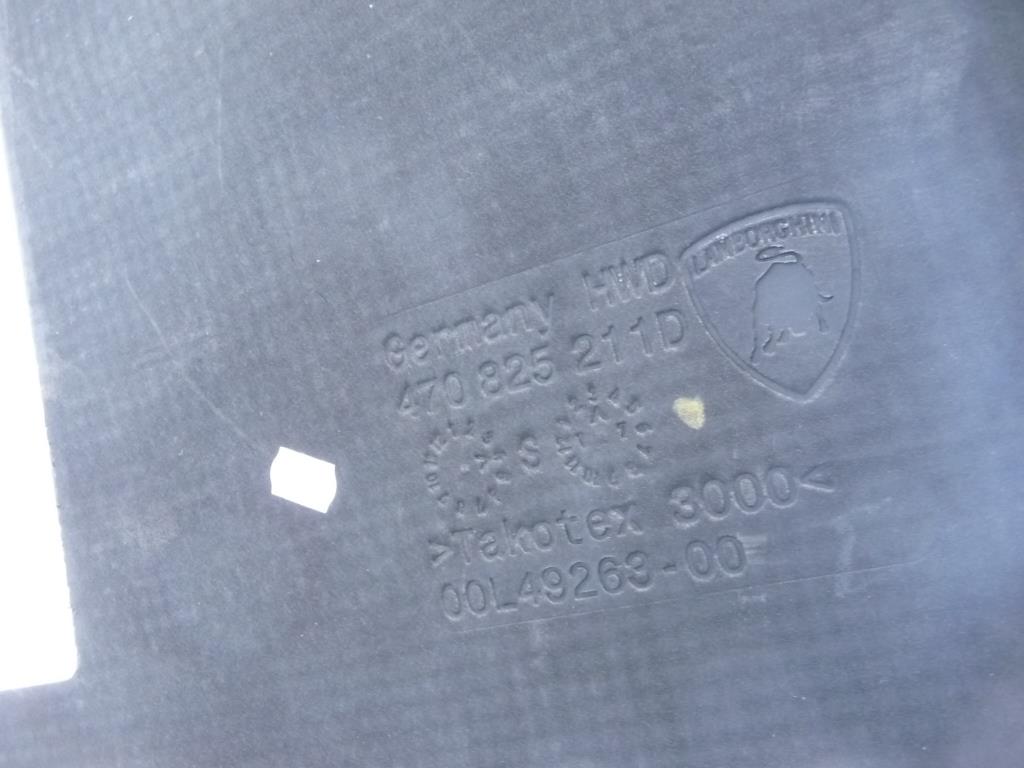 LAMBORGHINI
Germany HWD
470 825 211D
S
>Takotex 3000<
00L49263-00